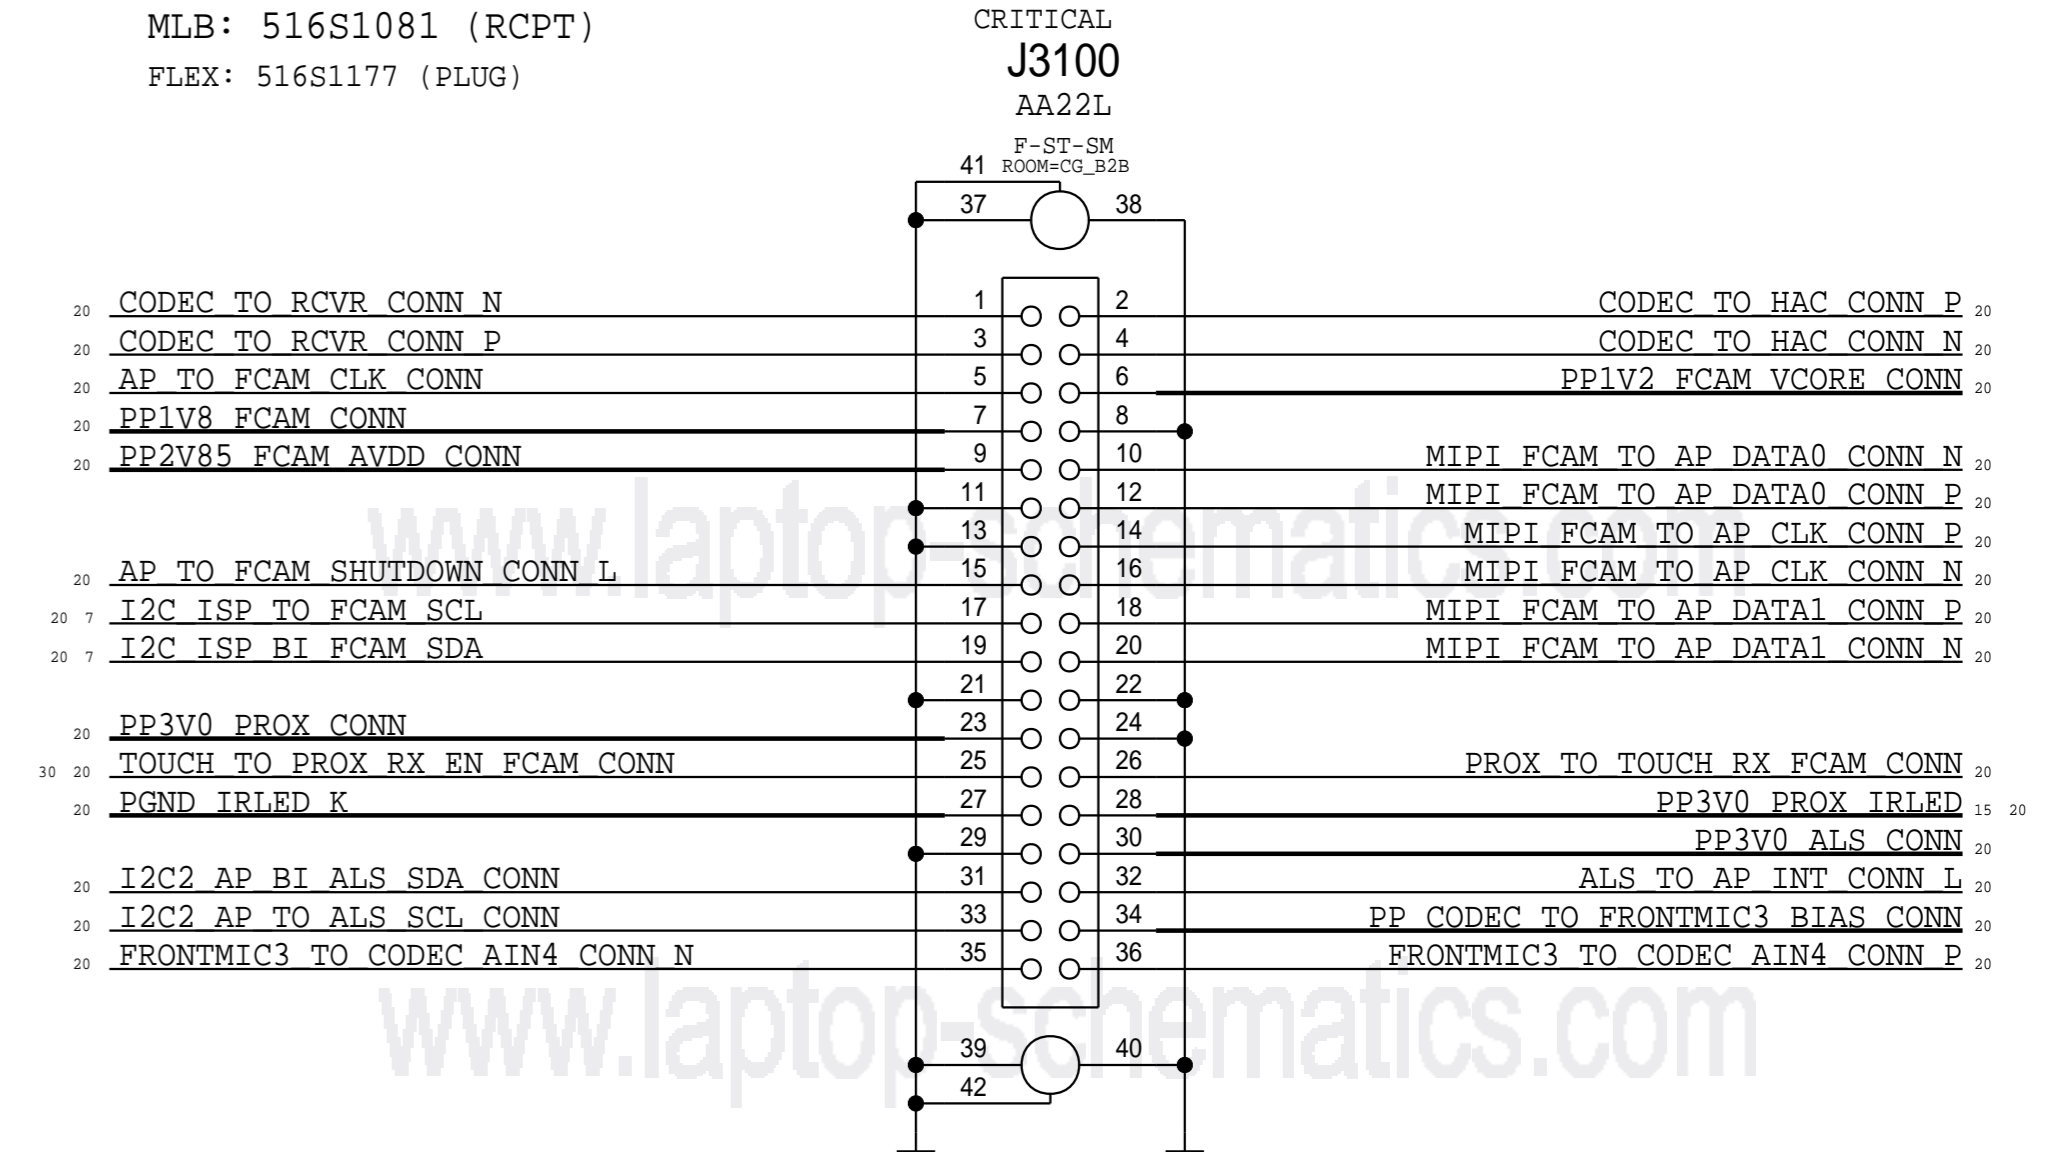 MLB: 516S1081 (RCPT)
FLEX: 516S1177 (PLUG)
CRITICAL
J3100
AA22L
F-ST-SM
ROOM=CG_B2B
41
37 38
20 CODEC_TO_RCVR_CONN_N 1 2 CODEC_TO_HAC_CONN_P 20
20 CODEC_TO_RCVR_CONN_P 3 4 CODEC_TO_HAC_CONN_N 20
20 AP_TO_FCAM_CLK_CONN 5 6 PP1V2_FCAM_VCORE_CONN 20
20 PP1V8_FCAM_CONN 7 8
20 PP2V85_FCAM_AVDD_CONN 9 10 MIPI_FCAM_TO_AP_DATA0_CONN_N 20
11 12 MIPI_FCAM_TO_AP_DATA0_CONN_P 20
13 14 MIPI_FCAM_TO_AP_CLK_CONN_P 20
20 AP_TO_FCAM_SHUTDOWN_CONN_L 15 16 MIPI_FCAM_TO_AP_CLK_CONN_N 20
20 7 I2C_ISP_TO_FCAM_SCL 17 18 MIPI_FCAM_TO_AP_DATA1_CONN_P 20
20 7 I2C_ISP_BI_FCAM_SDA 19 20 MIPI_FCAM_TO_AP_DATA1_CONN_N 20
21 22
20 PP3V0_PROX_CONN 23 24
30 20 TOUCH_TO_PROX_RX_EN_FCAM_CONN 25 26 PROX_TO_TOUCH_RX_FCAM_CONN 20
20 PGND_IRLED_K 27 28 PP3V0_PROX_IRLED 15 20
29 30 PP3V0_ALS_CONN 20
20 I2C2_AP_BI_ALS_SDA_CONN 31 32 ALS_TO_AP_INT_CONN_L 20
20 I2C2_AP_TO_ALS_SCL_CONN 33 34 PP_CODEC_TO_FRONTMIC3_BIAS_CONN 20
20 FRONTMIC3_TO_CODEC_AIN4_CONN_N 35 36 FRONTMIC3_TO_CODEC_AIN4_CONN_P 20
39 40
42
www.laptop-schematics.com
www.laptop-schematics.com